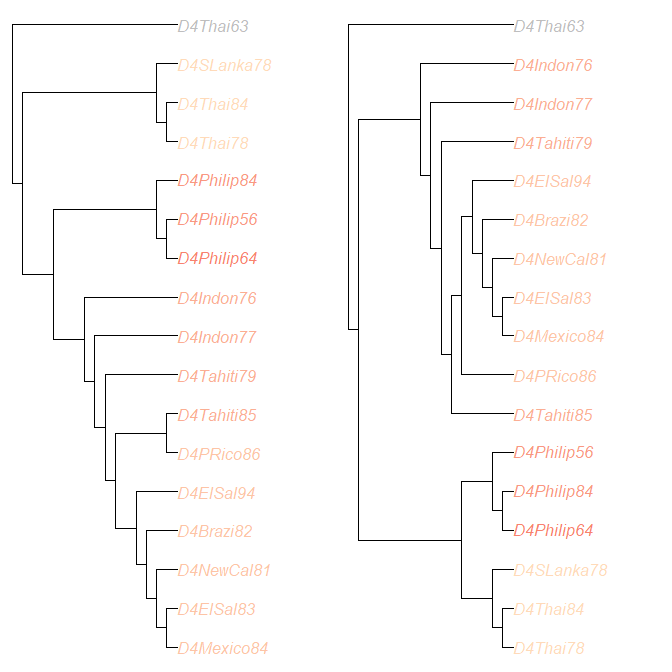 D4Thai63
D4SLanka78
D4Thai84
D4Thai78
D4Philip84
D4Philip56
D4Philip64
D4Indon76
D4Indon77
D4Tahiti79
D4Tahiti85
D4PRico86
D4ElSal94
D4Brazi82
D4NewCal81
D4ElSal83
D4Mexico84
D4Thai63
D4Indon76
D4Indon77
D4Tahiti79
D4ElSal94
D4Brazi82
D4NewCal81
D4ElSal83
D4Mexico84
D4PRico86
D4Tahiti85
D4Philip56
D4Philip84
D4Philip64
D4SLanka78
D4Thai84
D4Thai78